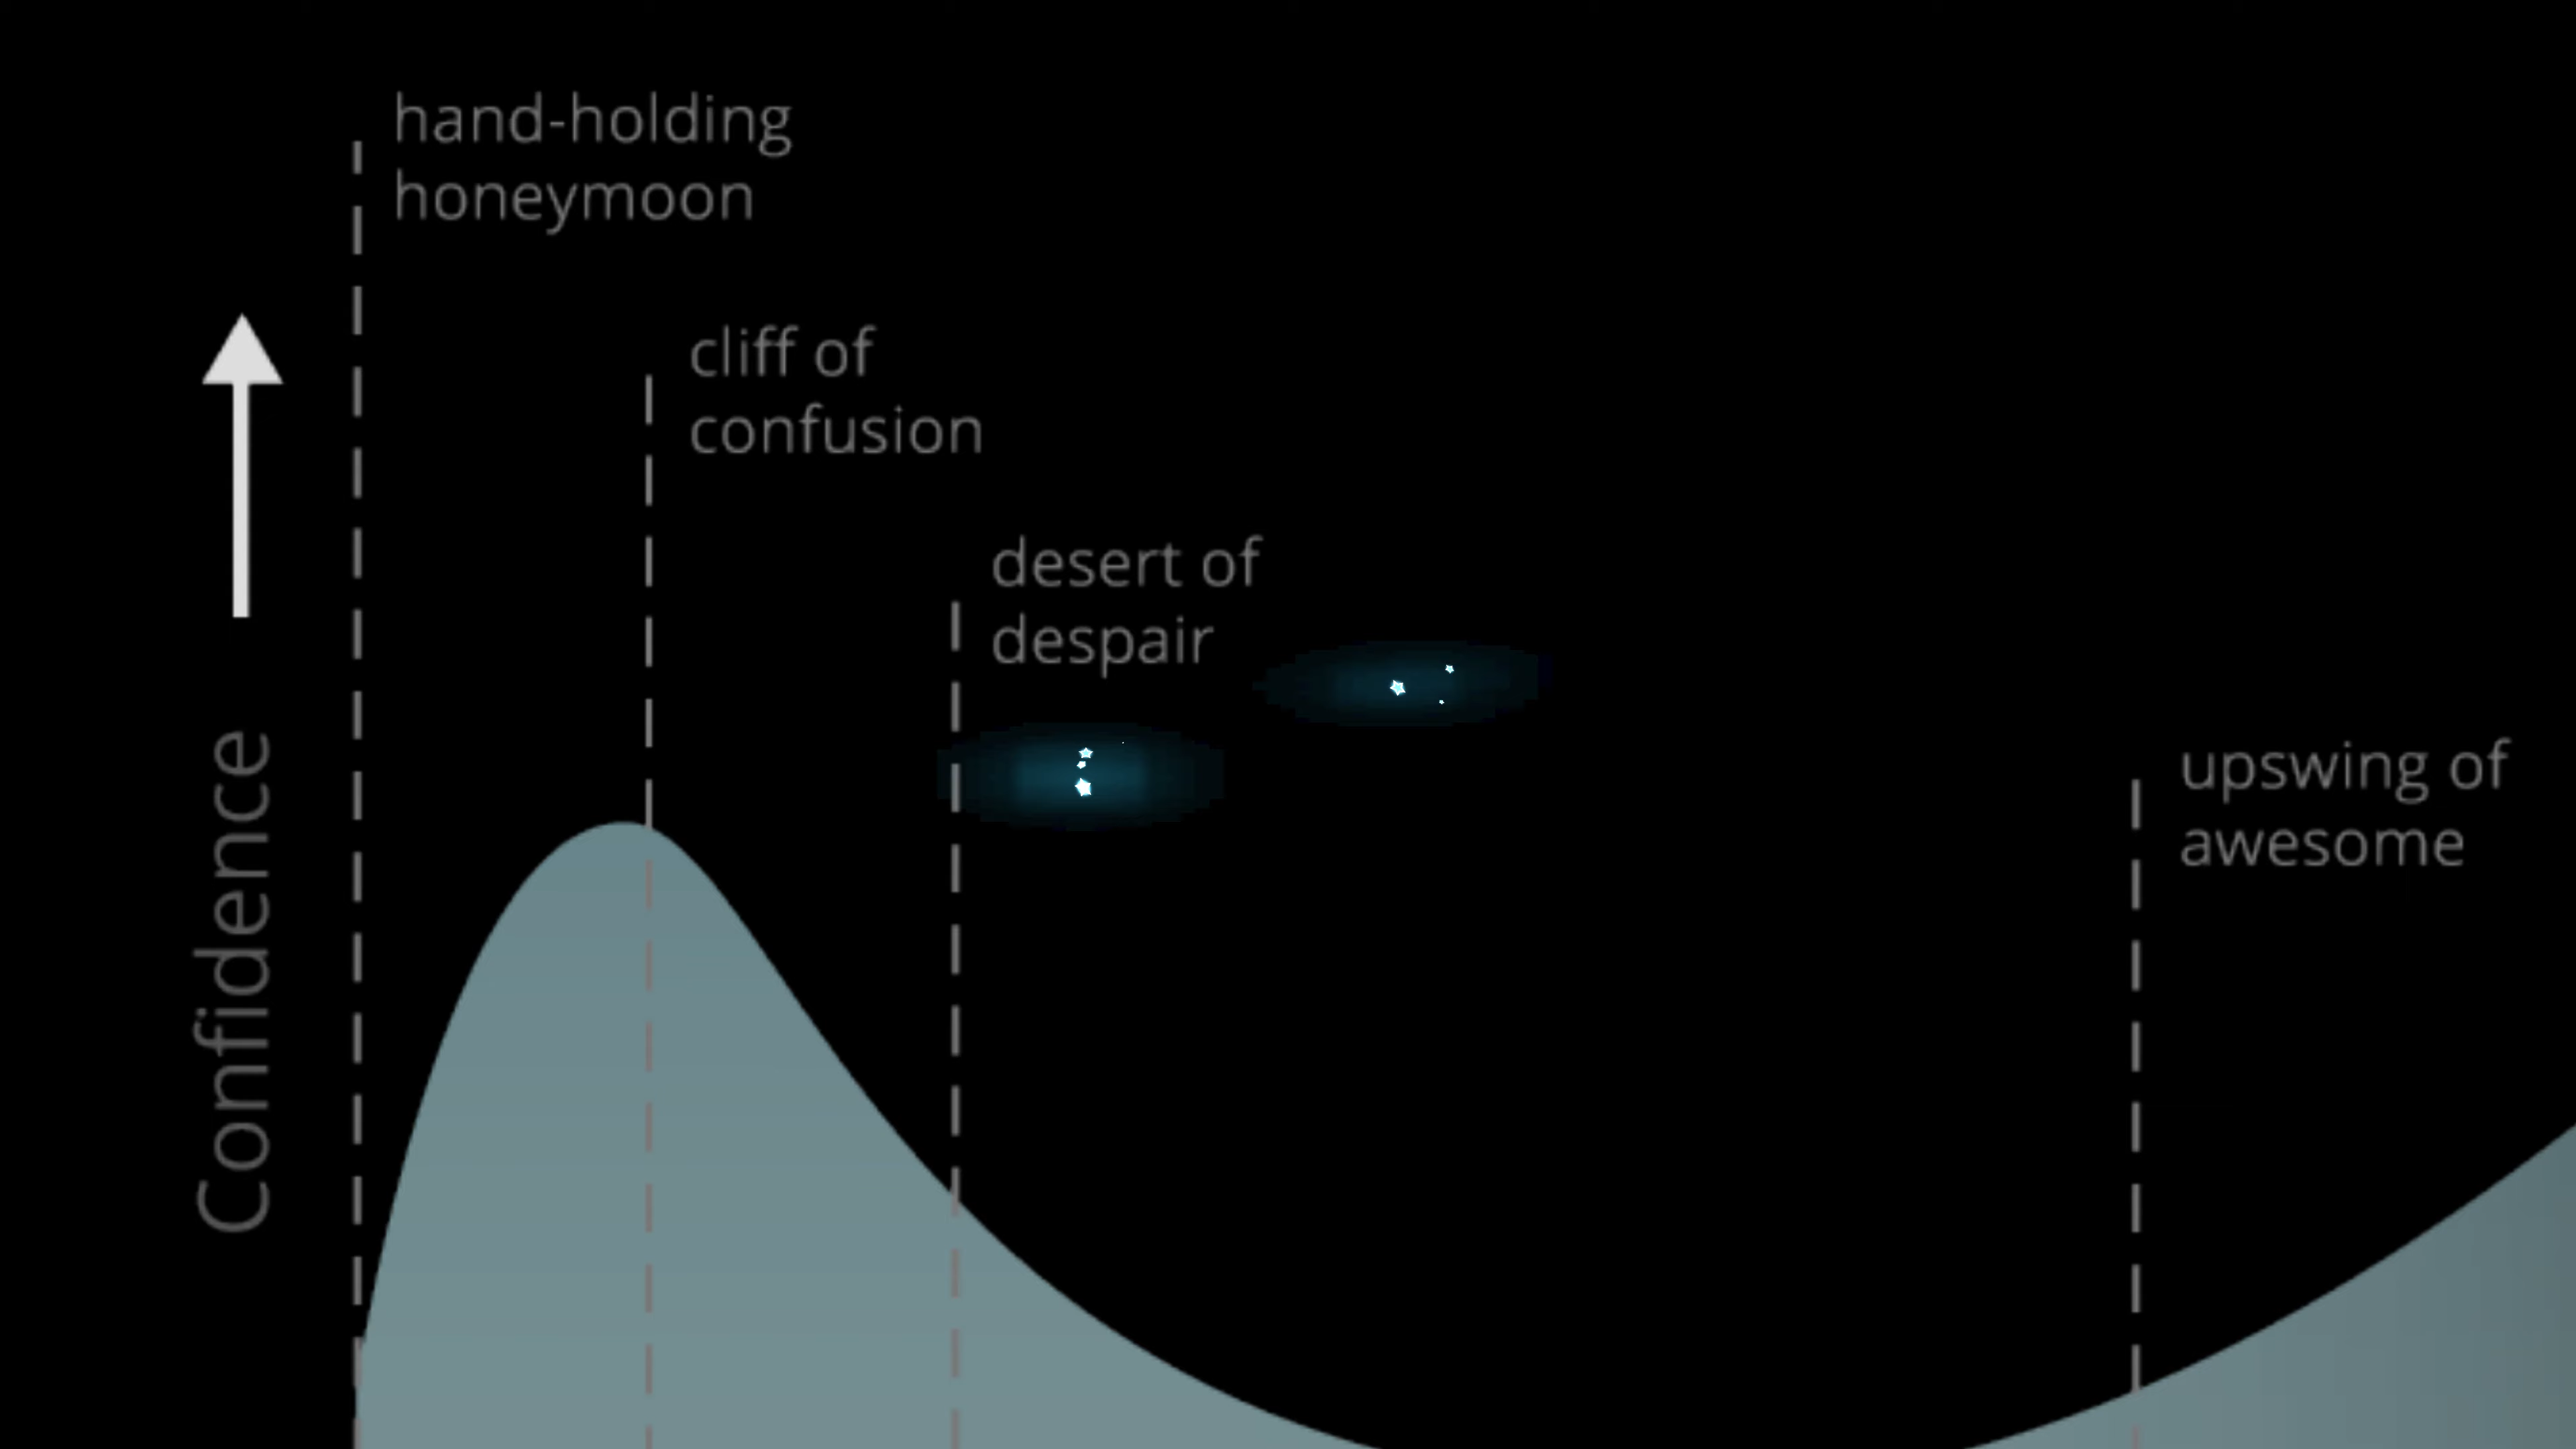 hand-holding
honeymoon
cliff of
confusion
desert of
despair
upswing of
awesome
Confidence